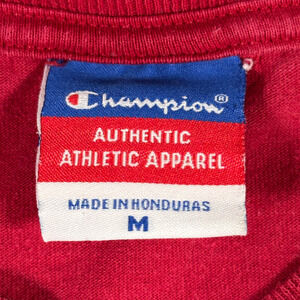 Champion®
AUTHENTIC
ATHLETIC APPAREL
MADE IN HONDURAS
M